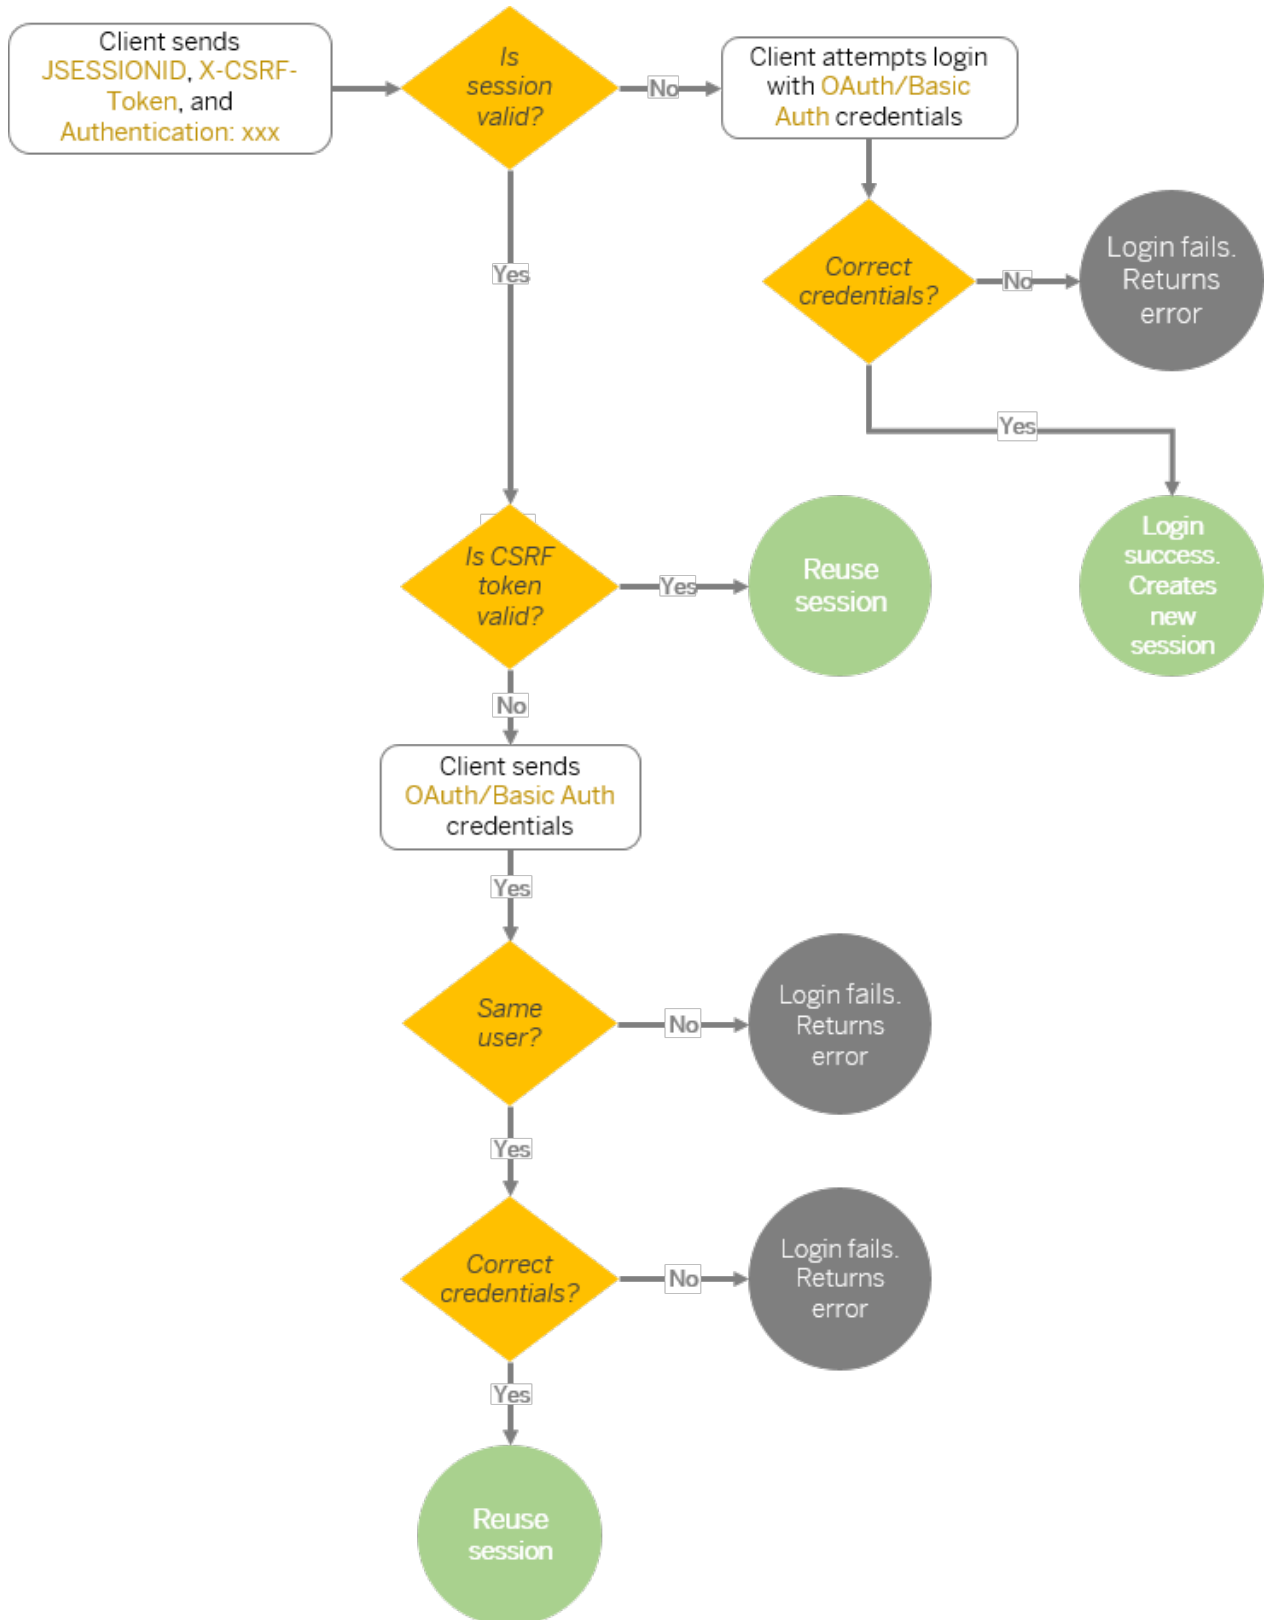 Client sends
JSESSIONID, X-CSRF-
Token, and
Authentication: xxx
Is
session
valid?
No
Client attempts login
with OAuth/Basic
Auth credentials
Yes
Correct
credentials?
No
Login fails.
Returns
error
Yes
Is CSRF
token
valid?
Yes
Reuse
session
Login
success.
Creates
new
session
No
Client sends
OAuth/Basic Auth
credentials
Yes
Same
user?
No
Login fails.
Returns
error
Yes
Correct
credentials?
No
Login fails.
Returns
error
Yes
Reuse
session